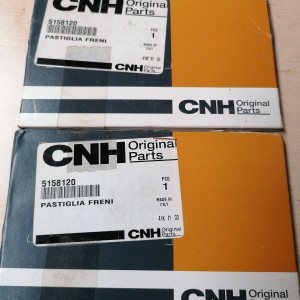 CNH Original
Parts
5158120
PCS
1
PASTIGLIA FRENI
MADE IN
ITALY
CNH Original
Parts
CNH Original
Parts
CNH Original
Parts
5158120
PCS
1
PASTIGLIA FRENI
MADE IN
ITALY
CNH Original
Parts
CNH Original
Parts